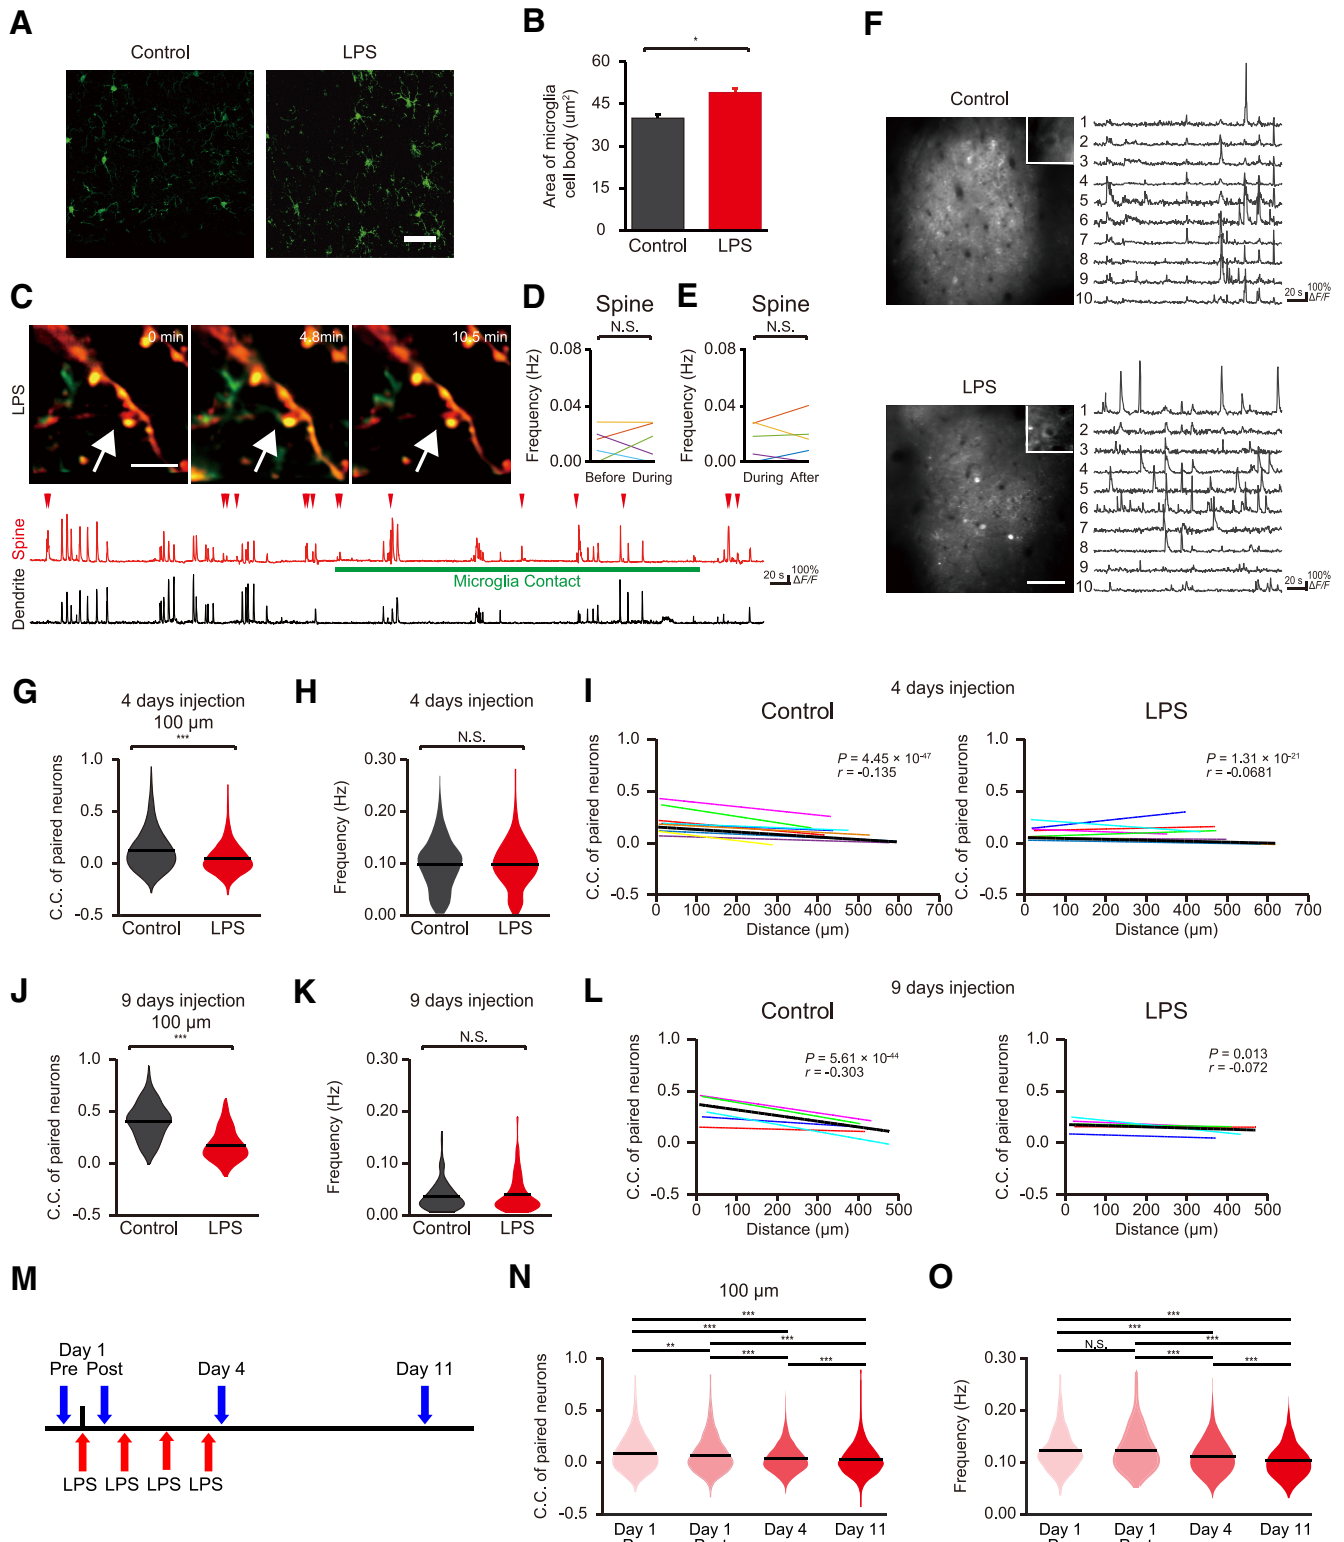 A
Control
LPS
B
*
Area of microglia
cell body (um²)
60
45
30
15
0
Control
LPS
C
LPS
0 min
4.8min
10.5 min
Spine
Dendrite
Microglia Contact
20 s
100%
ΔF/F
D
Spine
N.S.
Frequency (Hz)
0.08
0.04
0.00
Before During
E
Spine
N.S.
Frequency (Hz)
0.08
0.04
0.00
During After
F
Control
1
2
3
4
5
6
7
8
9
10
20 s
100%
ΔF/F
LPS
1
2
3
4
5
6
7
8
9
10
20 s
100%
ΔF/F
G
4 days injection
100 µm
***
C.C. of paired neurons
1.0
0.5
0.0
-0.5
Control
LPS
H
4 days injection
N.S.
Frequency (Hz)
0.30
0.20
0.10
0.00
Control
LPS
I
4 days injection
Control
C.C. of paired neurons
1.0
0.5
0.0
-0.5
P = 4.45 × 10⁻⁴⁷
r = -0.135
0 100 200 300 400 500 600 700
Distance (µm)
LPS
C.C. of paired neurons
1.0
0.5
0.0
-0.5
P = 1.31 × 10⁻²¹
r = -0.0681
0 100 200 300 400 500 600 700
Distance (µm)
J
9 days injection
100 µm
***
C.C. of paired neurons
1.0
0.5
0.0
-0.5
Control
LPS
K
9 days injection
N.S.
Frequency (Hz)
0.30
0.20
0.10
0.00
Control
LPS
L
9 days injection
Control
C.C. of paired neurons
1.0
0.5
0.0
-0.5
P = 5.61 × 10⁻⁴⁴
r = -0.303
0 100 200 300 400 500
Distance (µm)
LPS
C.C. of paired neurons
1.0
0.5
0.0
-0.5
P = 0.013
r = -0.072
0 100 200 300 400 500
Distance (µm)
M
Day 1
Pre Post
Day 4
Day 11
LPS LPS LPS LPS
N
100 µm
***
***
***
**
***
***
C.C. of paired neurons
1.0
0.5
0.0
-0.5
Day 1
Day 1
Day 4
Day 11
O
***
***
***
N.S.
***
***
Frequency (Hz)
0.30
0.20
0.10
0.00
Day 1
Day 1
Day 4
Day 11